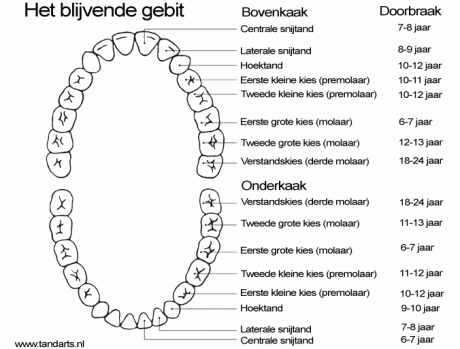 Het blijvende gebit
Bovenkaak Doorbraak
Centrale snijtand 7-8 jaar
Laterale snijtand 8-9 jaar
Hoektand 10-12 jaar
Eerste kleine kies (premolaar) 10-11 jaar
Tweede kleine kies (premolaar) 10-12 jaar
Eerste grote kies (molaar) 6-7 jaar
Tweede grote kies (molaar) 12-13 jaar
Verstandskies (derde molaar) 18-24 jaar
Onderkaak
Verstandskies (derde molaar) 18-24 jaar
Tweede grote kies (molaar) 11-13 jaar
Eerste grote kies (molaar) 6-7 jaar
Tweede kleine kies (premolaar) 11-12 jaar
Eerste kleine kies (premolaar) 10-12 jaar
Hoektand 9-10 jaar
Laterale snijtand 7-8 jaar
Centrale snijtand 6-7 jaar
www.tandarts.nl